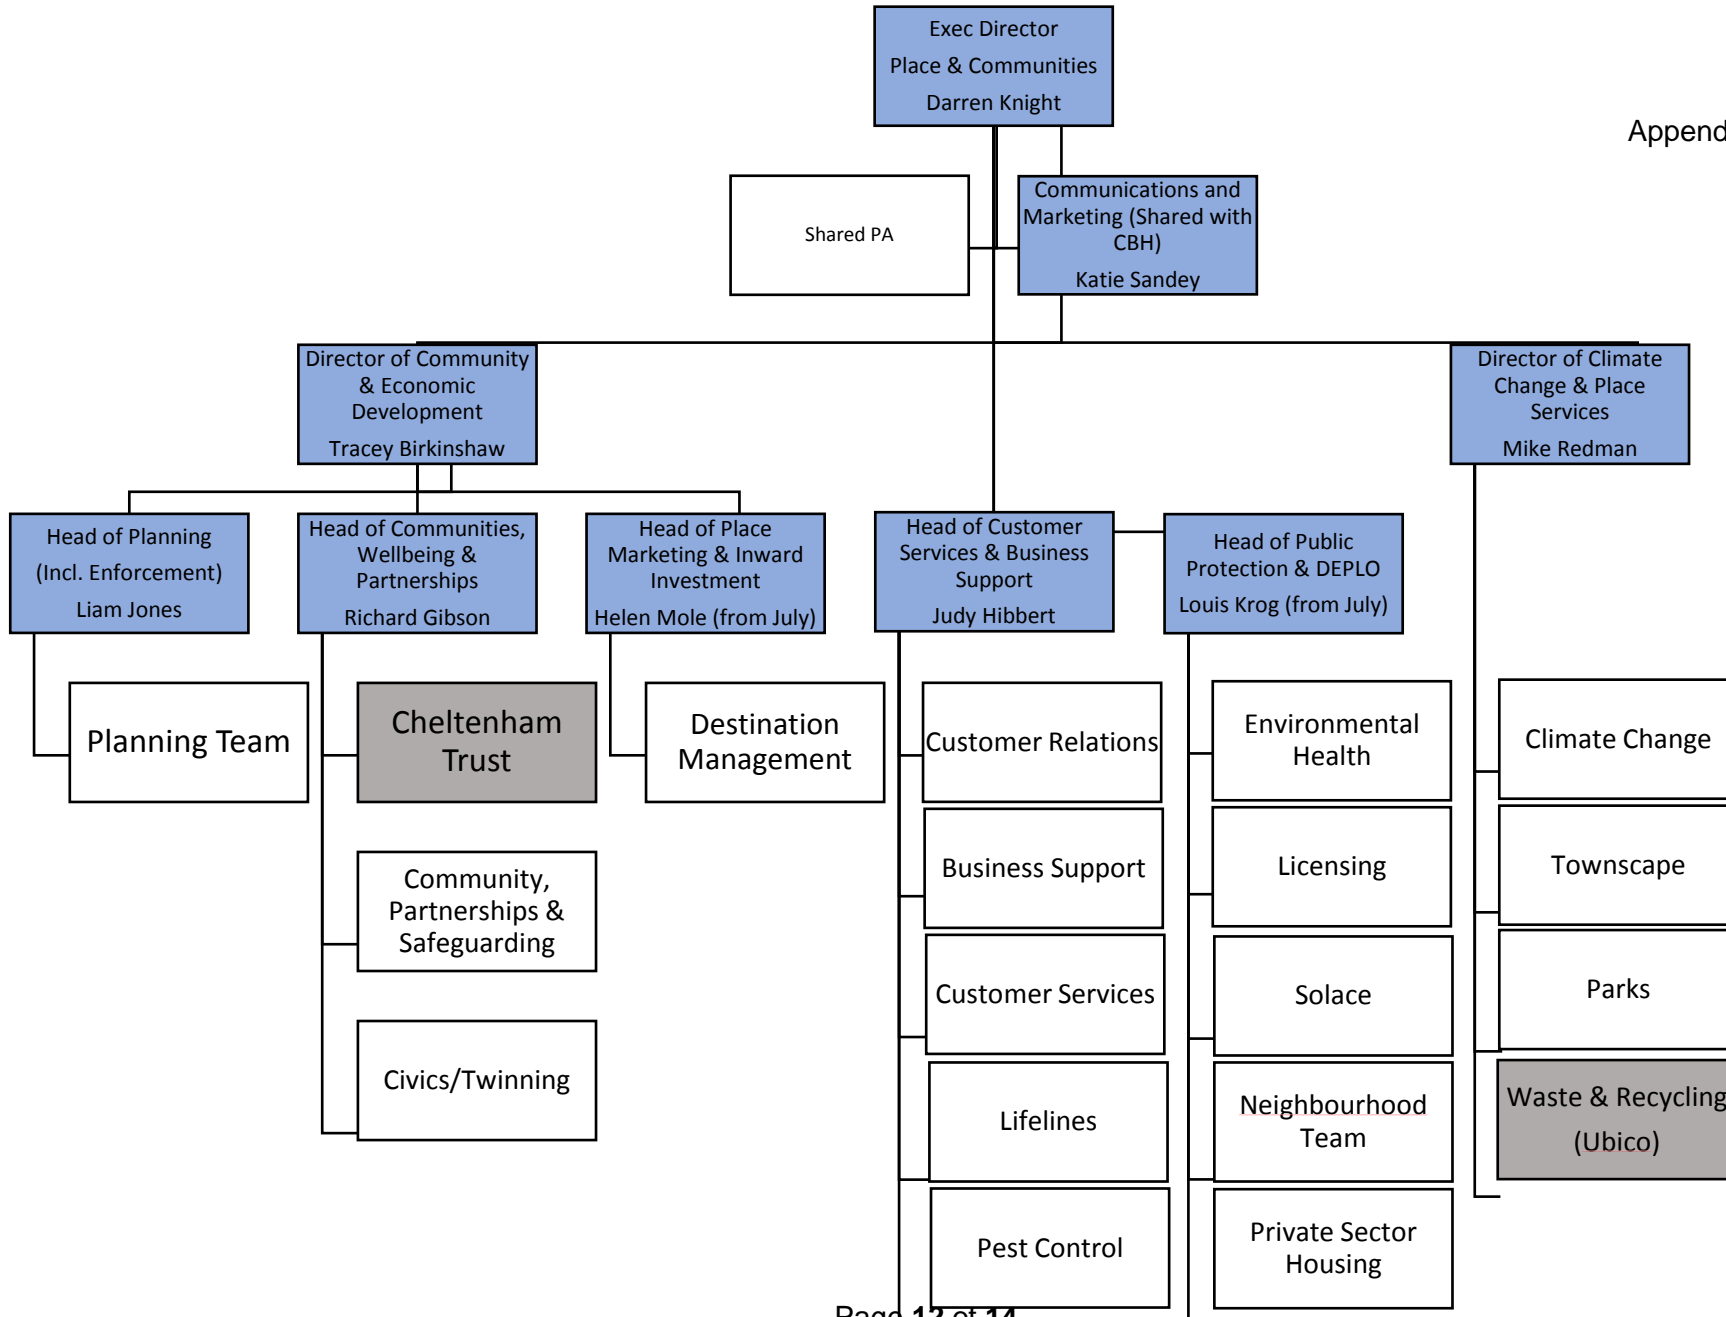 Exec Director
Place & Communities
Darren Knight
Append
Shared PA
Communications and
Marketing (Shared with
CBH)
Katie Sandey
Director of Community
& Economic
Development
Tracey Birkinshaw
Director of Climate
Change & Place
Services
Mike Redman
Head of Planning
(Incl. Enforcement)
Liam Jones
Head of Communities,
Wellbeing &
Partnerships
Richard Gibson
Head of Place
Marketing & Inward
Investment
Helen Mole (from July)
Head of Customer
Services & Business
Support
Judy Hibbert
Head of Public
Protection & DEPLO
Louis Krog (from July)
Planning Team
Cheltenham
Trust
Community,
Partnerships &
Safeguarding
Civics/Twinning
Destination
Management
Customer Relations
Business Support
Customer Services
Lifelines
Pest Control
Environmental
Health
Licensing
Solace
Neighbourhood
Team
Private Sector
Housing
Climate Change
Townscape
Parks
Waste & Recycling
(Ubico)
Page 12 of 14